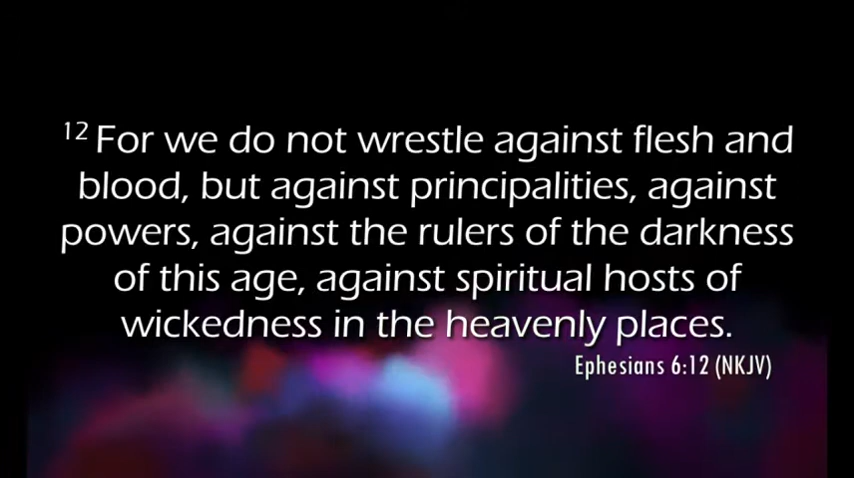 12 For we do not wrestle against flesh and
blood, but against principalities, against
powers, against the rulers of the darkness
of this age, against spiritual hosts of
wickedness in the heavenly places.
Ephesians 6:12 (NKJV)